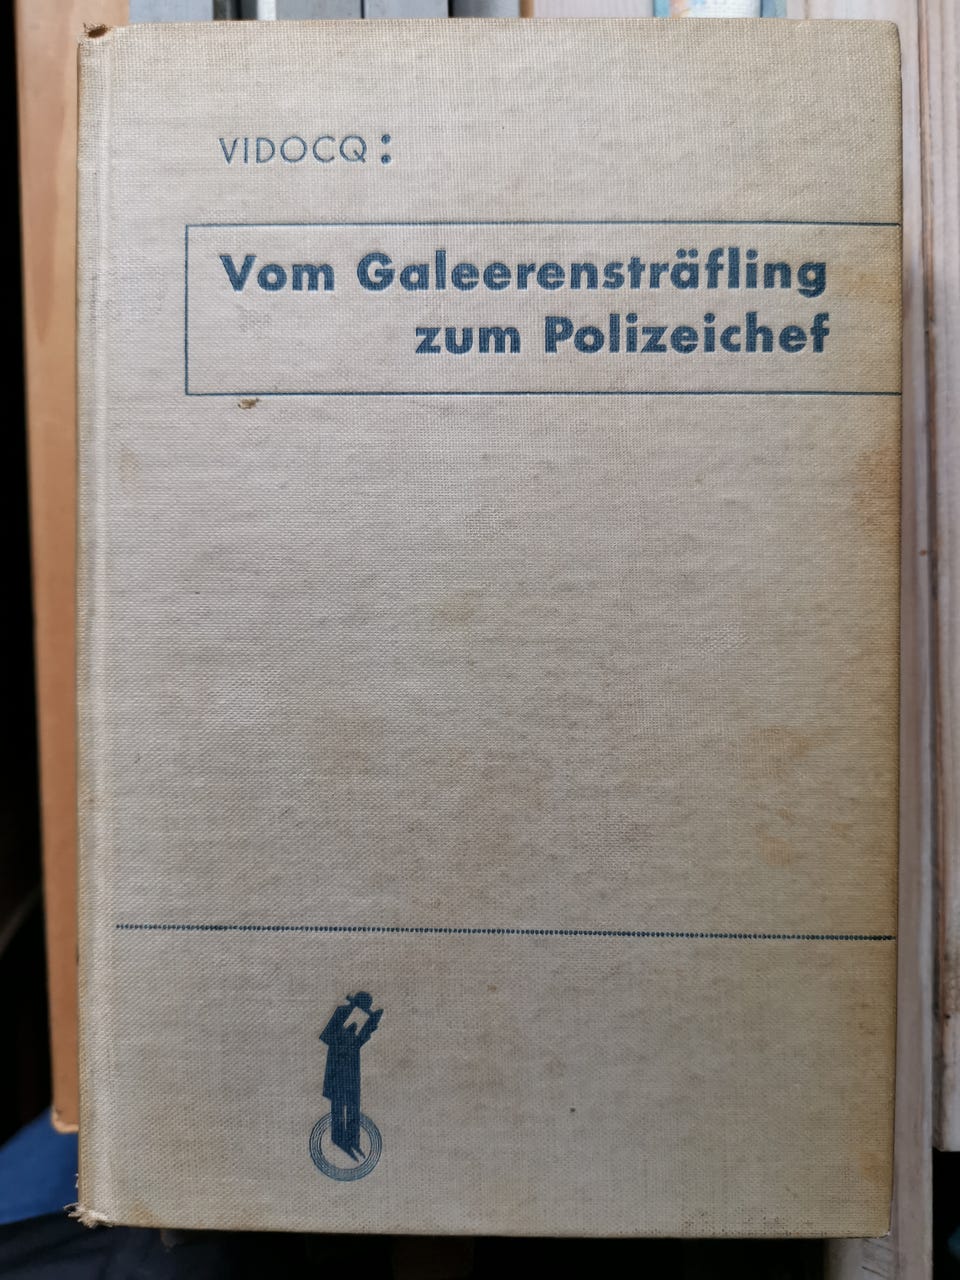 VIDOCQ:
Vom Galeerensträfling
zum Polizeichef